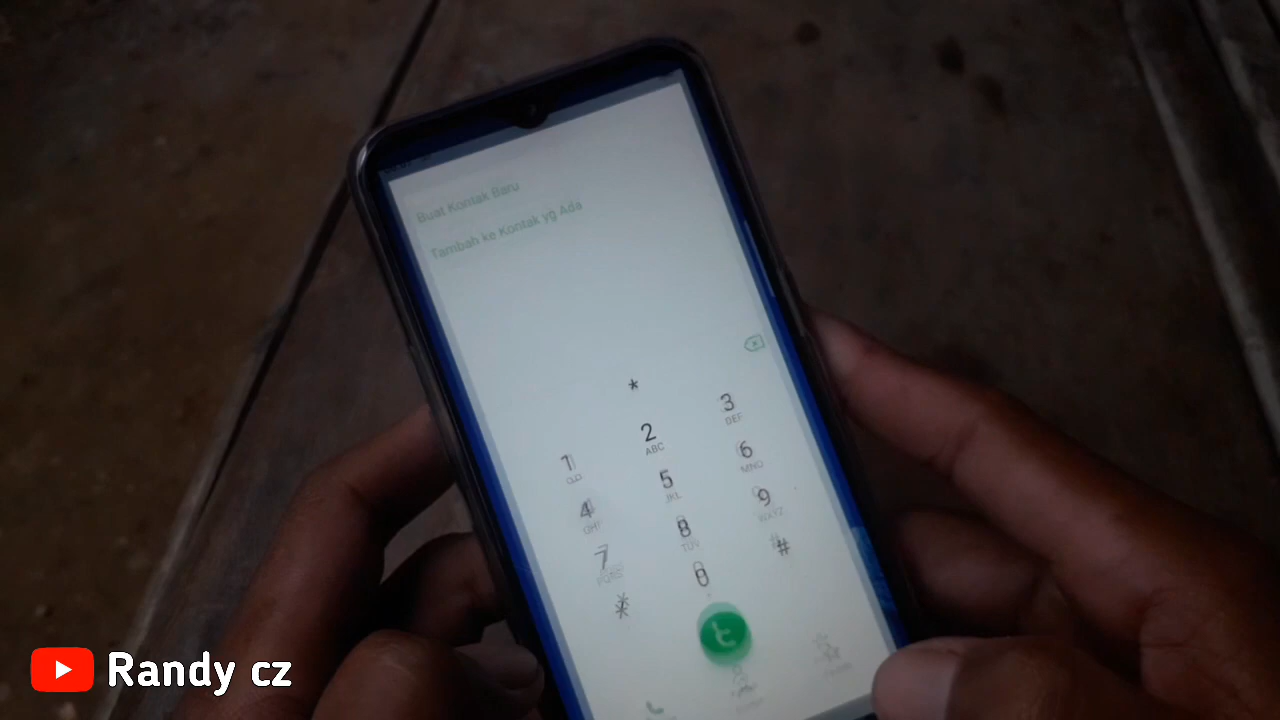 Buat Kontak Baru
Tambah ke Kontak yg Ada
*
1
2 ABC
3 DEF
4 GHI
5 JKL
6 MNO
7 PQRS
8 TUV
9 WXYZ
*
0
#
Randy cz